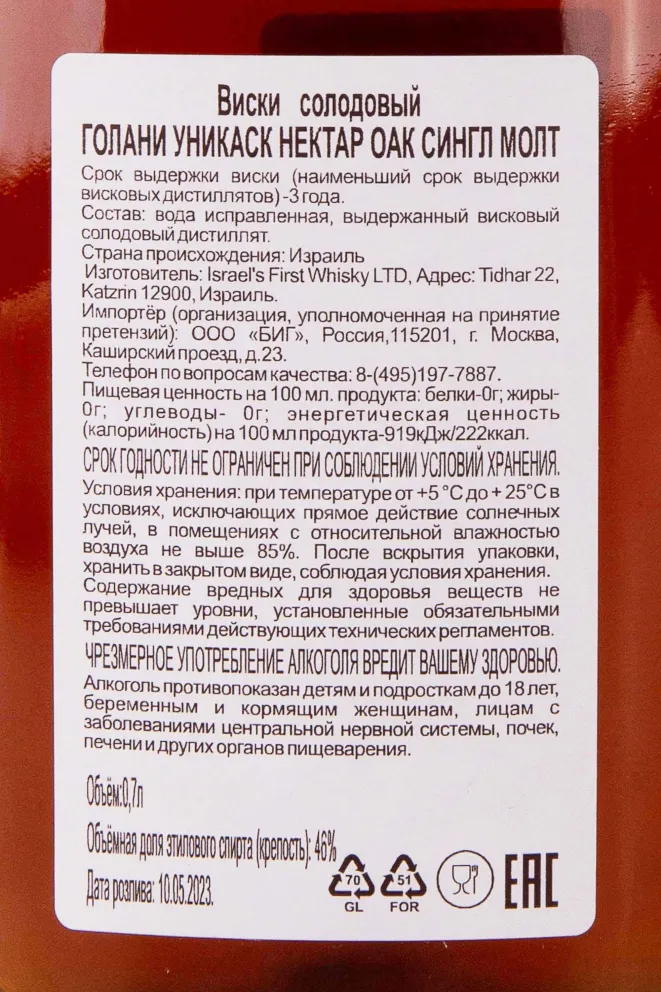 Виски солодовый
ГОЛАНИ УНИКАСК НЕКТАР ОАК СИНГЛ МОЛТ
Срок выдержки виски (наименьший срок выдержки
висковых дистиллятов) -3 года.
Состав: вода исправленная, выдержанный висковый
солодовый дистиллят.
Страна происхождения: Израиль
Изготовитель: Israel's First Whisky LTD, Адрес: Tidhar 22,
Katzrin 12900, Израиль.
Импортёр (организация, уполномоченная на принятие
претензий): ООО «БИГ», Россия,115201, г. Москва,
Каширский проезд, д.23.
Телефон по вопросам качества: 8-(495)197-7887.
Пищевая ценность на 100 мл. продукта: белки-0г; жиры-
0г; углеводы- 0г; энергетическая ценность
(калорийность) на 100 мл продукта-919кДж/222ккал.
СРОК ГОДНОСТИ НЕ ОГРАНИЧЕН ПРИ СОБЛЮДЕНИИ УСЛОВИЙ ХРАНЕНИЯ.
Условия хранения: при температуре от +5 °C до + 25°C в
условиях, исключающих прямое действие солнечных
лучей, в помещениях с относительной влажностью
воздуха не выше 85%. После вскрытия упаковки,
хранить в закрытом виде, соблюдая условия хранения.
Содержание вредных для здоровья веществ не
превышает уровни, установленные обязательными
требованиями действующих технических регламентов.
ЧРЕЗМЕРНОЕ УПОТРЕБЛЕНИЕ АЛКОГОЛЯ ВРЕДИТ ВАШЕМУ ЗДОРОВЬЮ.
Алкоголь противопоказан детям и подросткам до 18 лет,
беременным и кормящим женщинам, лицам с
заболеваниями центральной нервной системы, почек,
печени и других органов пищеварения.
Объём:0,7л
Объёмная доля этилового спирта (крепость): 46%
Дата розлива: 10.05.2023.
70 51
GL FOR
EAC